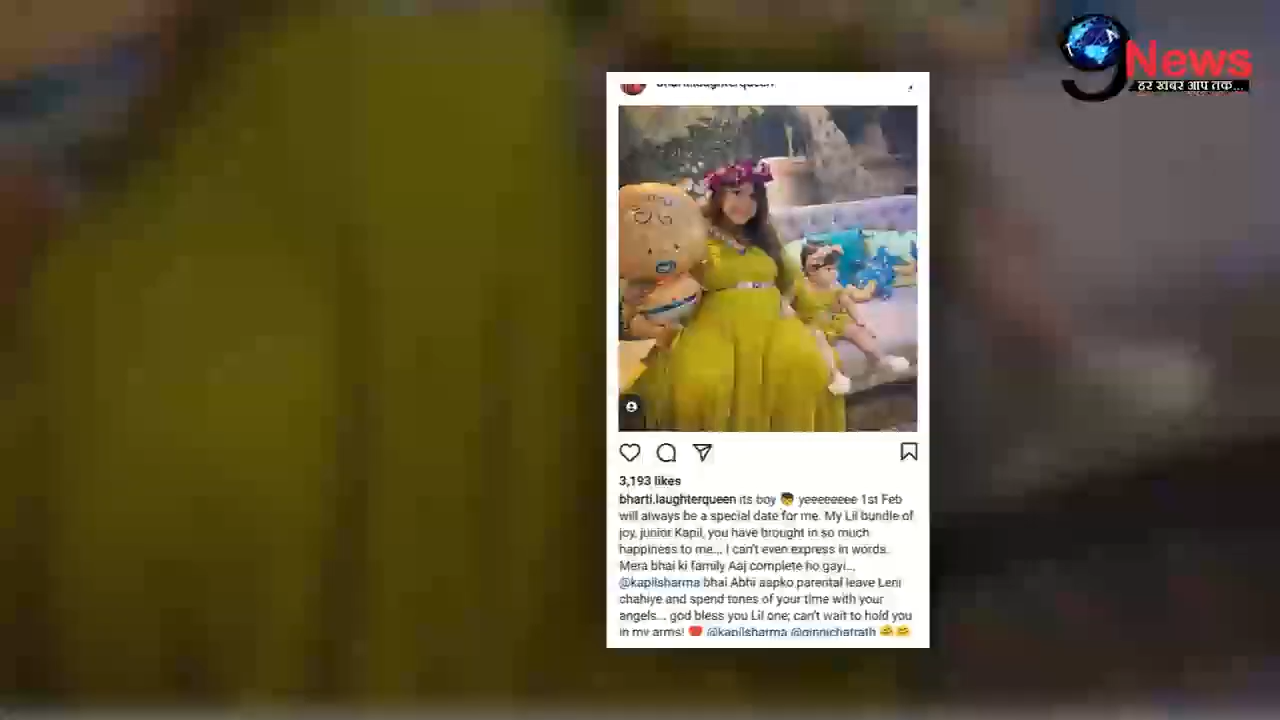 9 News
हर खबर आप तक...
bharti.laughterqueen
3,193 likes
bharti.laughterqueen its boy 👦 yeeeeeeee 1st Feb
will always be a special date for me. My Lil bundle of
joy, junior Kapil, you have brought in so much
happiness to me... I can't even express in words.
Mera bhai ki family Aaj complete ho gayi...
@kapilsharma bhai Abhi aapko parental leave Leni
chahiye and spend tones of your time with your
angels... god bless you Lil one; can't wait to hold you
in my arms! ❤️ @kapilsharma @ginnichatrath 🤗🤗